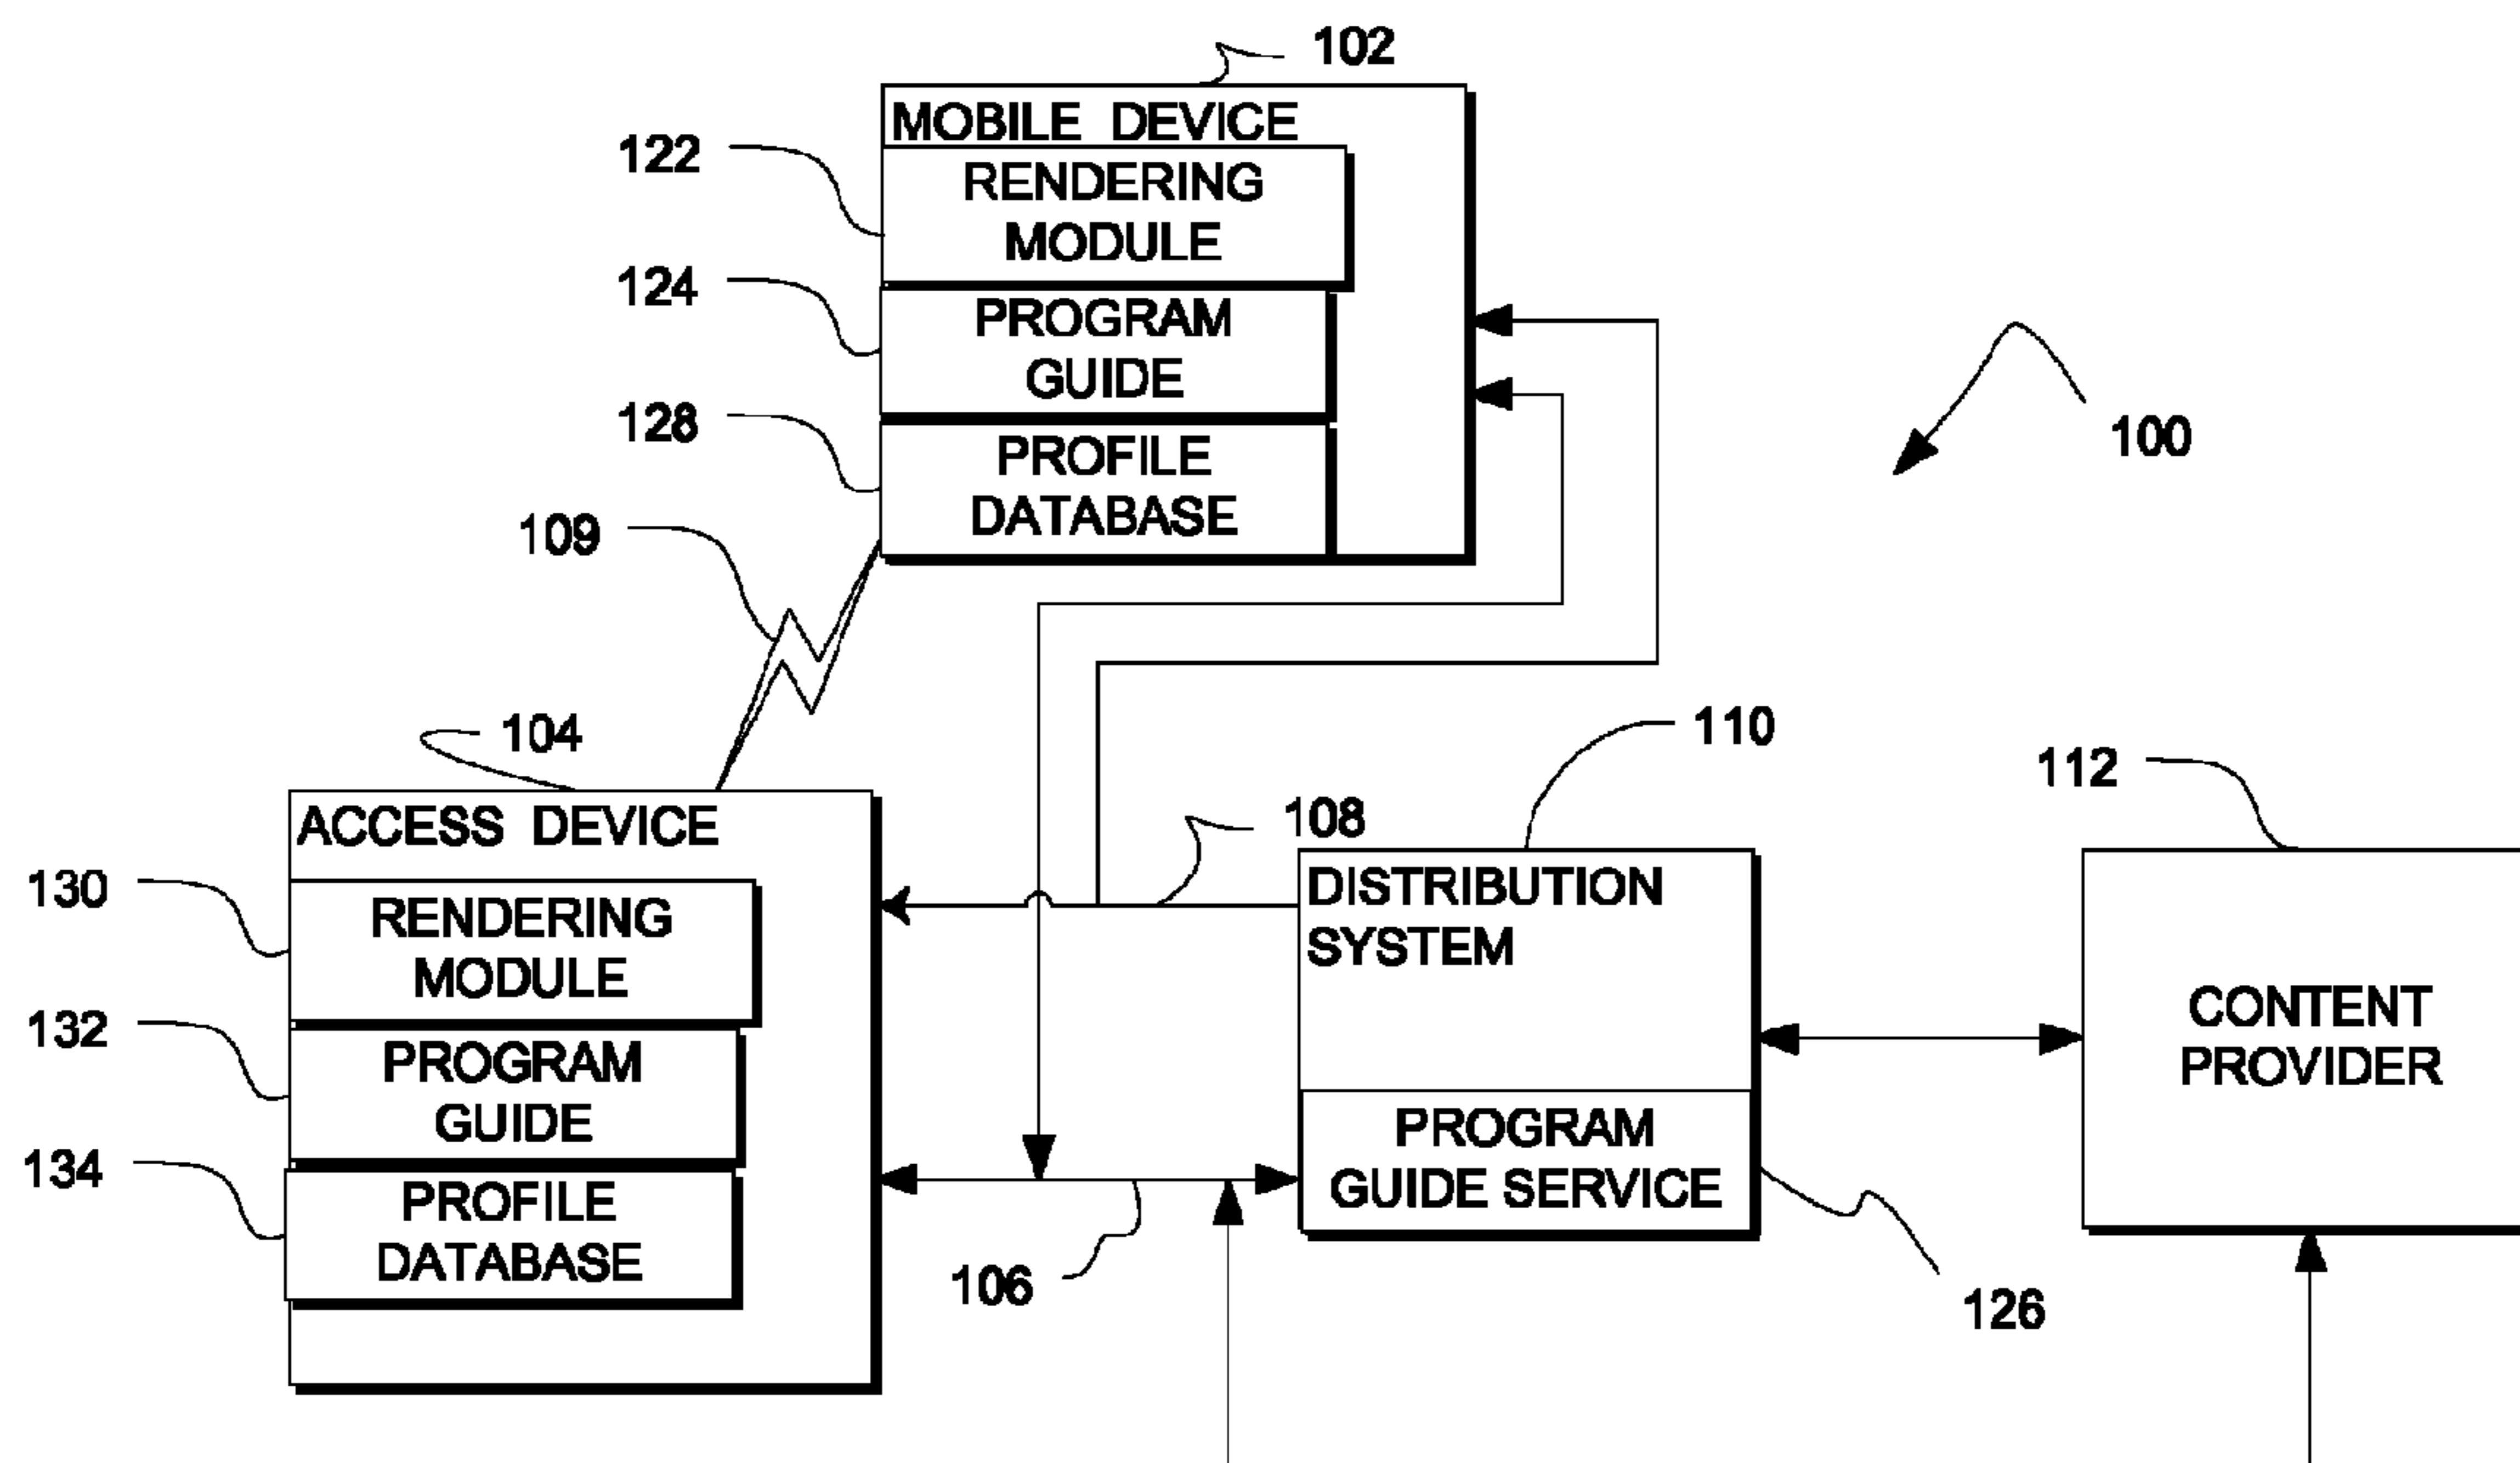 102
MOBILE DEVICE
122
RENDERING
MODULE
124
PROGRAM
GUIDE
128
PROFILE
DATABASE
109
100
104
110
112
ACCESS DEVICE
108
130
RENDERING
MODULE
DISTRIBUTION
SYSTEM
132
PROGRAM
GUIDE
CONTENT
PROVIDER
134
PROFILE
DATABASE
PROGRAM
GUIDE SERVICE
106
126